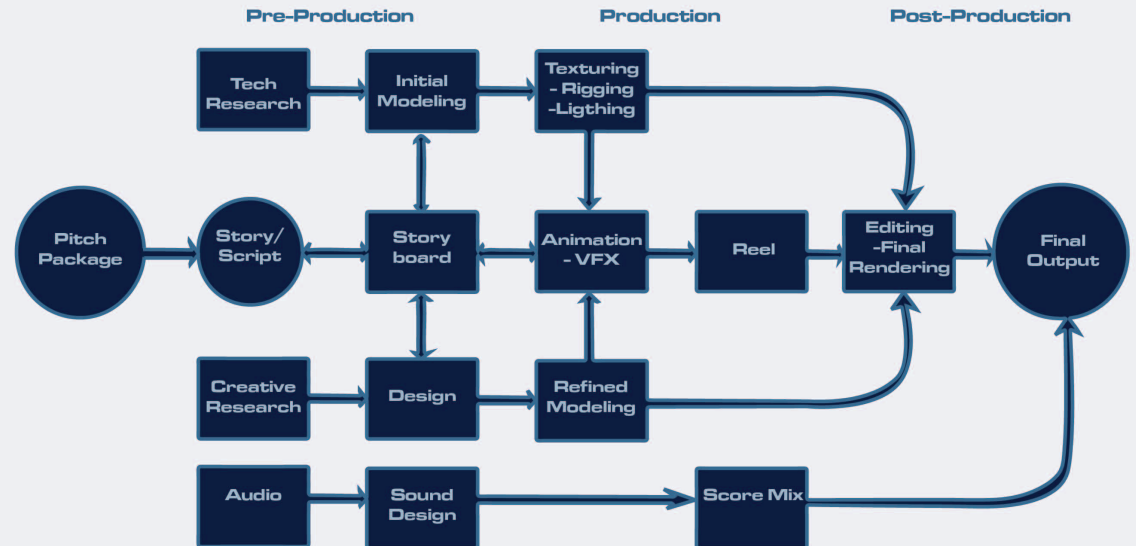 Pre-Production
Production
Post-Production
Tech
Research
Initial
Modeling
Texturing
- Rigging
-Ligthing
Pitch
Package
Story/
Script
Story
board
Animation
- VFX
Reel
Editing
-Final
Rendering
Final
Output
Creative
Research
Design
Refined
Modeling
Audio
Sound
Design
Score Mix